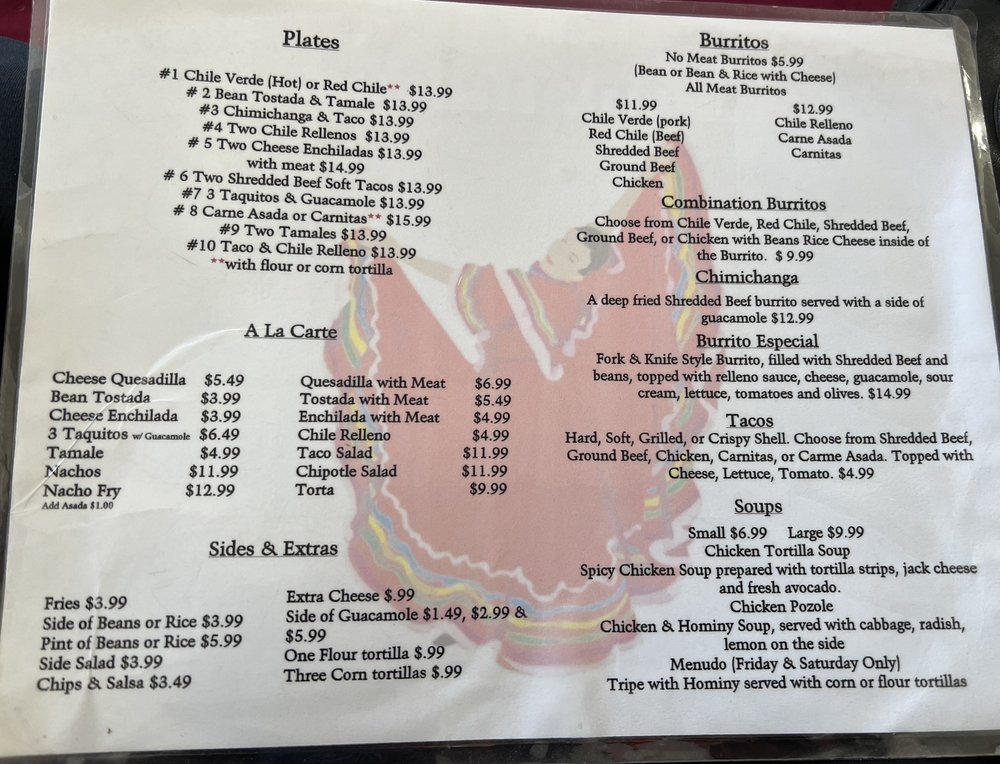 Plates
#1 Chile Verde (Hot) or Red Chile** $13.99
# 2 Bean Tostada & Tamale $13.99
#3 Chimichanga & Taco $13.99
#4 Two Chile Rellenos $13.99
# 5 Two Cheese Enchiladas $13.99
with meat $14.99
# 6 Two Shredded Beef Soft Tacos $13.99
#7 3 Taquitos & Guacamole $13.99
# 8 Carne Asada or Carnitas** $15.99
#9 Two Tamales $13.99
#10 Taco & Chile Relleno $13.99
**with flour or corn tortilla
A La Carte
Cheese Quesadilla $5.49
Bean Tostada $3.99
Cheese Enchilada $3.99
3 Taquitos w/ Guacamole $6.49
Tamale $4.99
Nachos $11.99
Nacho Fry $12.99
Add Asada $1.00
Quesadilla with Meat $6.99
Tostada with Meat $5.49
Enchilada with Meat $4.99
Chile Relleno $4.99
Taco Salad $11.99
Chipotle Salad $11.99
Torta $9.99
Sides & Extras
Fries $3.99
Side of Beans or Rice $3.99
Pint of Beans or Rice $5.99
Side Salad $3.99
Chips & Salsa $3.49
Extra Cheese $.99
Side of Guacamole $1.49, $2.99 &
$5.99
One Flour tortilla $.99
Three Corn tortillas $.99
Burritos
No Meat Burritos $5.99
(Bean or Bean & Rice with Cheese)
All Meat Burritos
$11.99
Chile Verde (pork)
Red Chile (Beef)
Shredded Beef
Ground Beef
Chicken
$12.99
Chile Relleno
Carne Asada
Carnitas
Combination Burritos
Choose from Chile Verde, Red Chile, Shredded Beef,
Ground Beef, or Chicken with Beans Rice Cheese inside of
the Burrito. $ 9.99
Chimichanga
A deep fried Shredded Beef burrito served with a side of
guacamole $12.99
Burrito Especial
Fork & Knife Style Burrito, filled with Shredded Beef and
beans, topped with relleno sauce, cheese, guacamole, sour
cream, lettuce, tomatoes and olives. $14.99
Tacos
Hard, Soft, Grilled, or Crispy Shell. Choose from Shredded Beef,
Ground Beef, Chicken, Carnitas, or Carme Asada. Topped with
Cheese, Lettuce, Tomato. $4.99
Soups
Small $6.99 Large $9.99
Chicken Tortilla Soup
Spicy Chicken Soup prepared with tortilla strips, jack cheese
and fresh avocado.
Chicken Pozole
Chicken & Hominy Soup, served with cabbage, radish,
lemon on the side
Menudo (Friday & Saturday Only)
Tripe with Hominy served with corn or flour tortillas